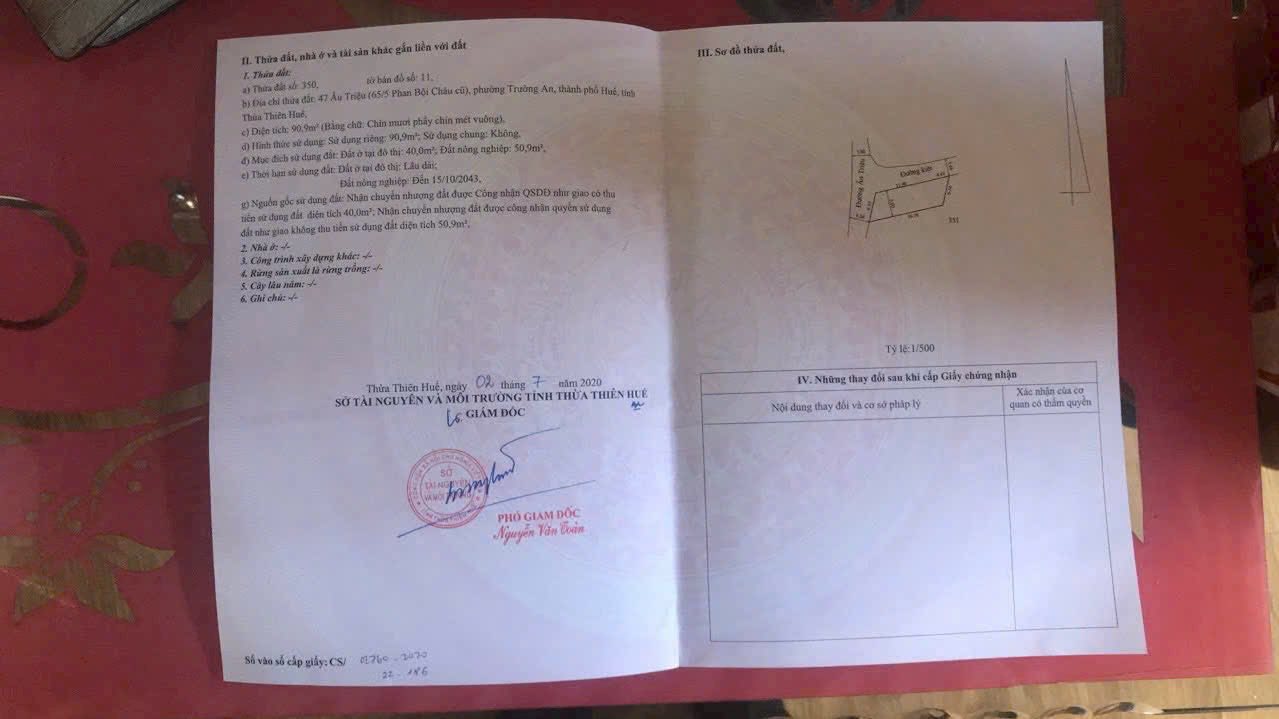 II. Thửa đất, nhà ở và tài sản khác gắn liền với đất
1. Thửa đất:
a) Thửa đất số: 350, tờ bản đồ số: 11,
b) Địa chỉ thửa đất: 47 Ấu Triệu (65/5 Phan Bội Châu cũ), phường Trường An, thành phố Huế, tỉnh
Thừa Thiên Huế,
c) Diện tích: 90,9m² (Bằng chữ: Chín mươi phẩy chín mét vuông),
d) Hình thức sử dụng: Sử dụng riêng: 90,9m²; Sử dụng chung: Không,
đ) Mục đích sử dụng đất: Đất ở tại đô thị: 40,0m²; Đất nông nghiệp: 50,9m²,
e) Thời hạn sử dụng đất: Đất ở tại đô thị: Lâu dài;
Đất nông nghiệp: Đến 15/10/2043,
g) Nguồn gốc sử dụng đất: Nhận chuyển nhượng đất được Công nhận QSDĐ như giao có thu
tiền sử dụng đất diện tích 40,0m²; Nhận chuyển nhượng đất được công nhận quyền sử dụng
đất như giao không thu tiền sử dụng đất diện tích 50,9m²,
2. Nhà ở: -/-
3. Công trình xây dựng khác: -/-
4. Rừng sản xuất là rừng trồng: -/-
5. Cây lâu năm: -/-
6. Ghi chú: -/-
Thừa Thiên Huế, ngày 02 tháng 7 năm 2020
SỞ TÀI NGUYÊN VÀ MÔI TRƯỜNG TỈNH THỪA THIÊN HUẾ
GIÁM ĐỐC
SỞ
TÀI NGUYÊN
VÀ MÔI TRƯỜNG
PHÓ GIÁM ĐỐC
Nguyễn Văn Toản
Số vào sổ cấp giấy: CS/
III. Sơ đồ thửa đất,
Đường Ấu Triệu
Đường kiệt
351
Tỷ lệ: 1/500
IV. Những thay đổi sau khi cấp Giấy chứng nhận
Nội dung thay đổi và cơ sở pháp lý
Xác nhận của cơ
quan có thẩm quyền